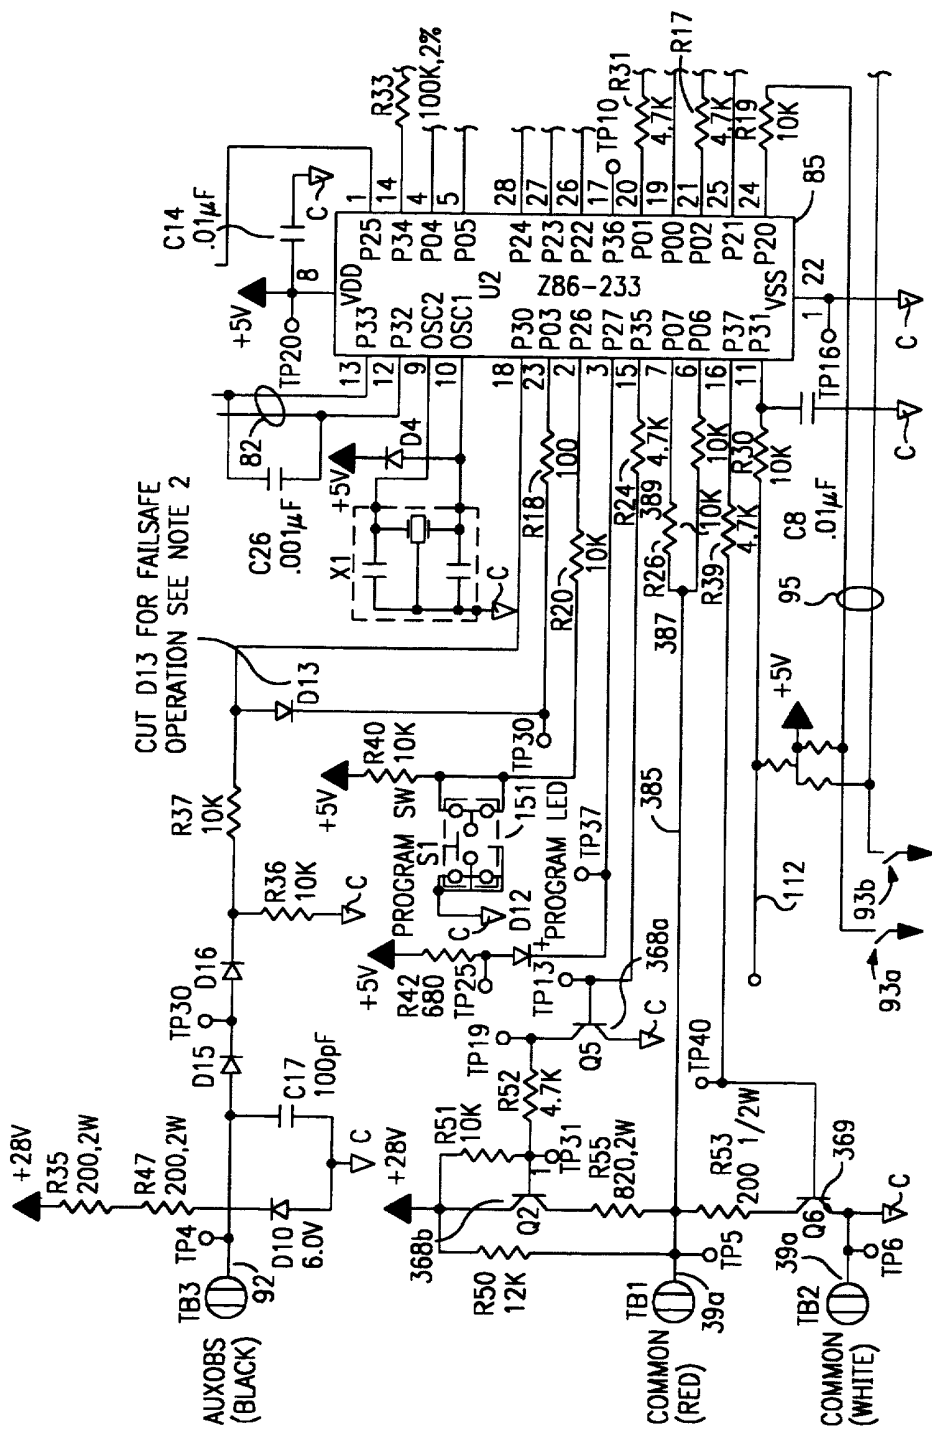 AUXOBS
(BLACK)
TB3
92
TP4
+28V
R35
200,2W
R47
200,2W
D10
6.0V
C17
100pF
C
D15
TP30
D16
R36
10K
C
R37
10K
CUT D13 FOR FAILSAFE
OPERATION SEE NOTE 2
D13
+5V
R40
10K
PROGRAM SW
S1
151
C
TP30
+5V
R42
680
TP25
D12
+
PROGRAM LED
TP37
TP13
368a
TP19
Q5
C
R52
4.7K
+28V
R51
10K
368b
1
TP31
Q2
R50
12K
R55
820,2W
COMMON
(RED)
TB1
39a
TP5
R53
200 1/2W
TP40
369
Q6
C
39a
COMMON
(WHITE)
TB2
TP6
385
387
112
93a
93b
+5V
95
X1
C
+5V
D4
C26
.001µF
82
R18
100
R20
10K
R24
4.7K
389
R26
10K
10K
R39
4.7K
R30
10K
C8
.01µF
C
TP16
1
C
+5V
TP20
C14
.01µF
C
8
VDD
U2
Z86-233
VSS
22
85
13 P33
12 P32
9 OSC2
10 OSC1
18 P30
23 P03
2 P26
3 P27
15 P35
7 P07
6 P06
16 P37
11 P31
P25 1
P34 14
P04 4
P05 5
P24 28
P23 27
P22 26
P36 17
P01 20
P00 19
P02 21
P21 25
P20 24
R33
100K,2%
TP10
R31
4.7K
R17
4.7K
R19
10K